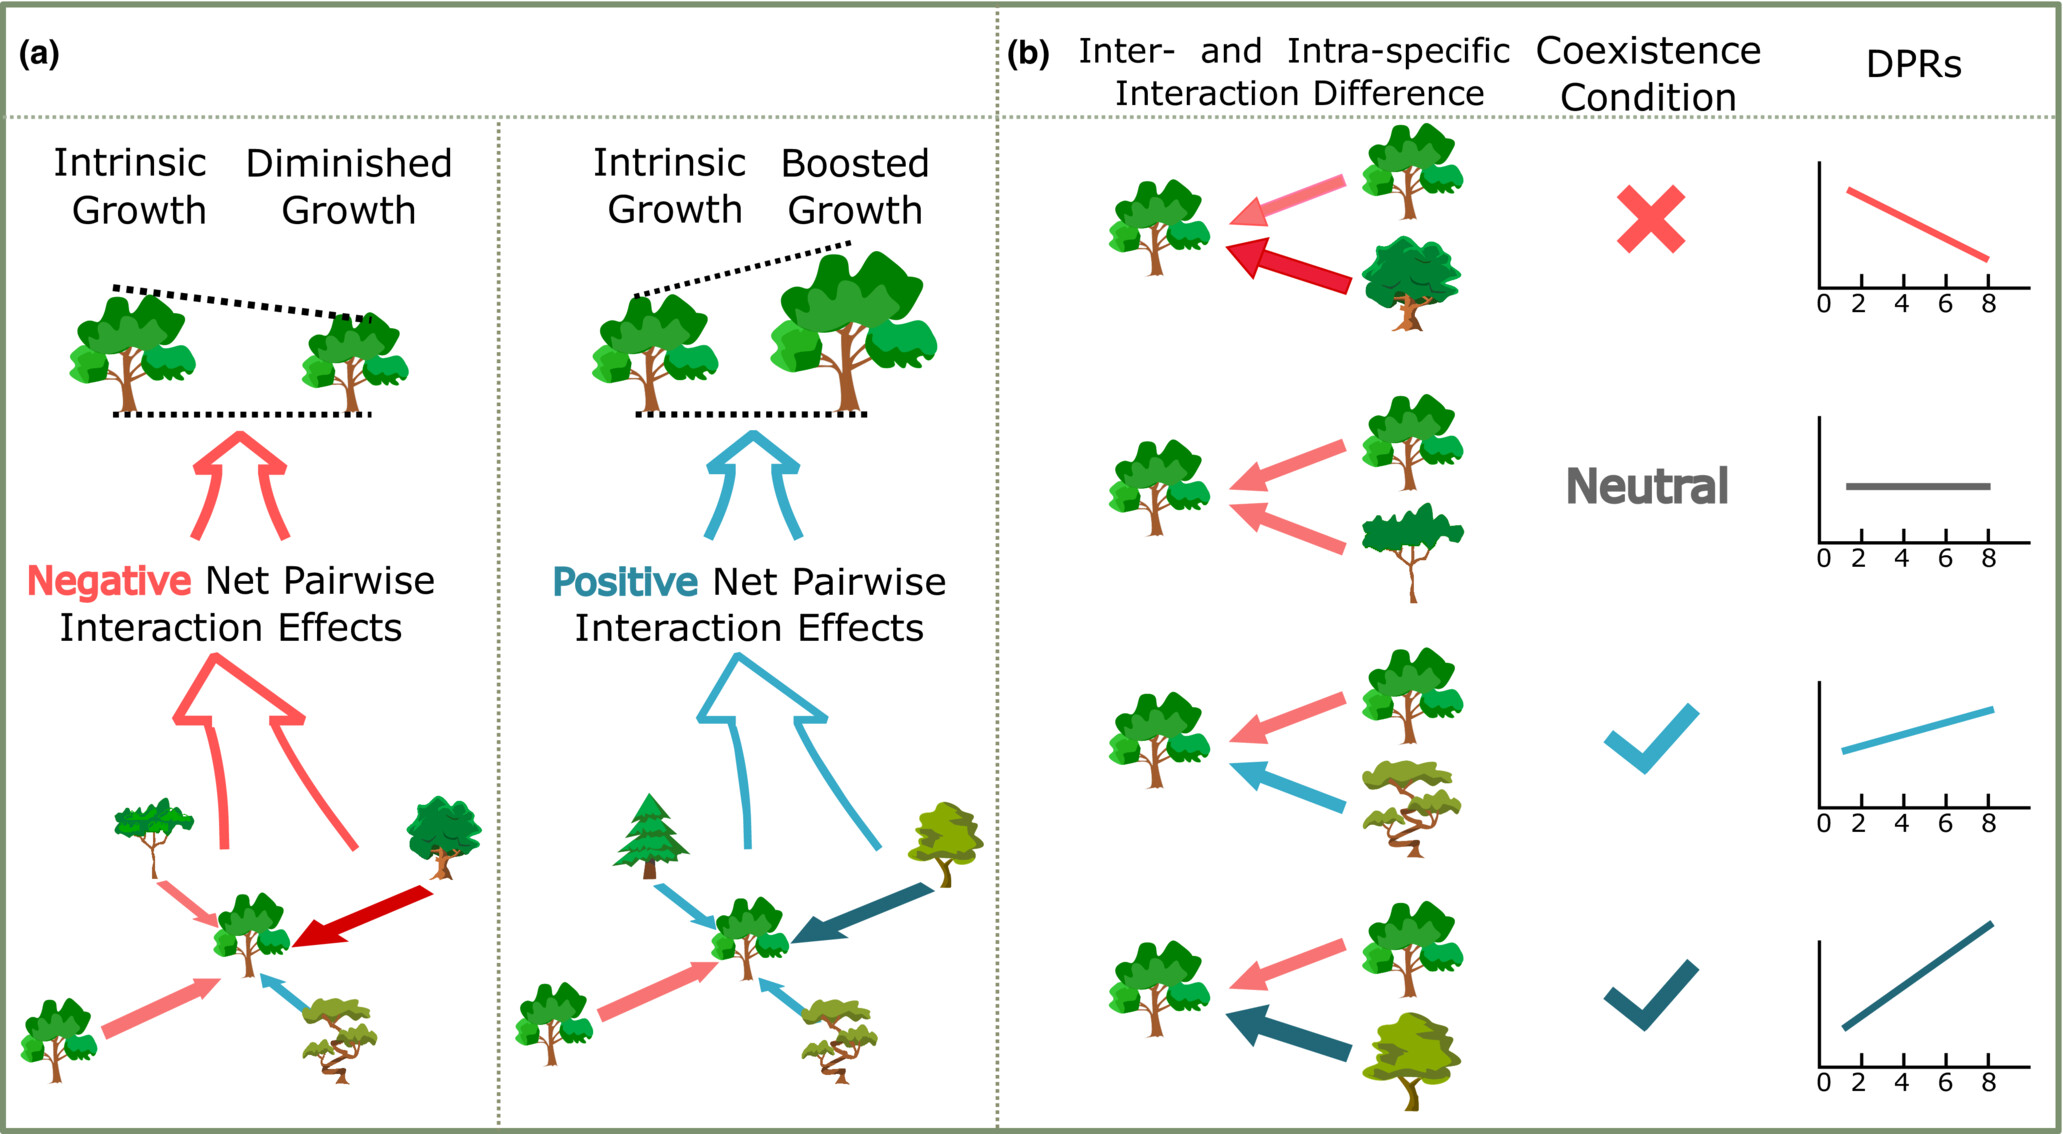 (a)
Intrinsic Growth
Diminished Growth
Intrinsic Growth
Boosted Growth
Negative Net Pairwise
Interaction Effects
Positive Net Pairwise
Interaction Effects
(b)
Inter- and Intra-specific
Interaction Difference
Coexistence
Condition
DPRs
0 2 4 6 8
Neutral
0 2 4 6 8
0 2 4 6 8
0 2 4 6 8